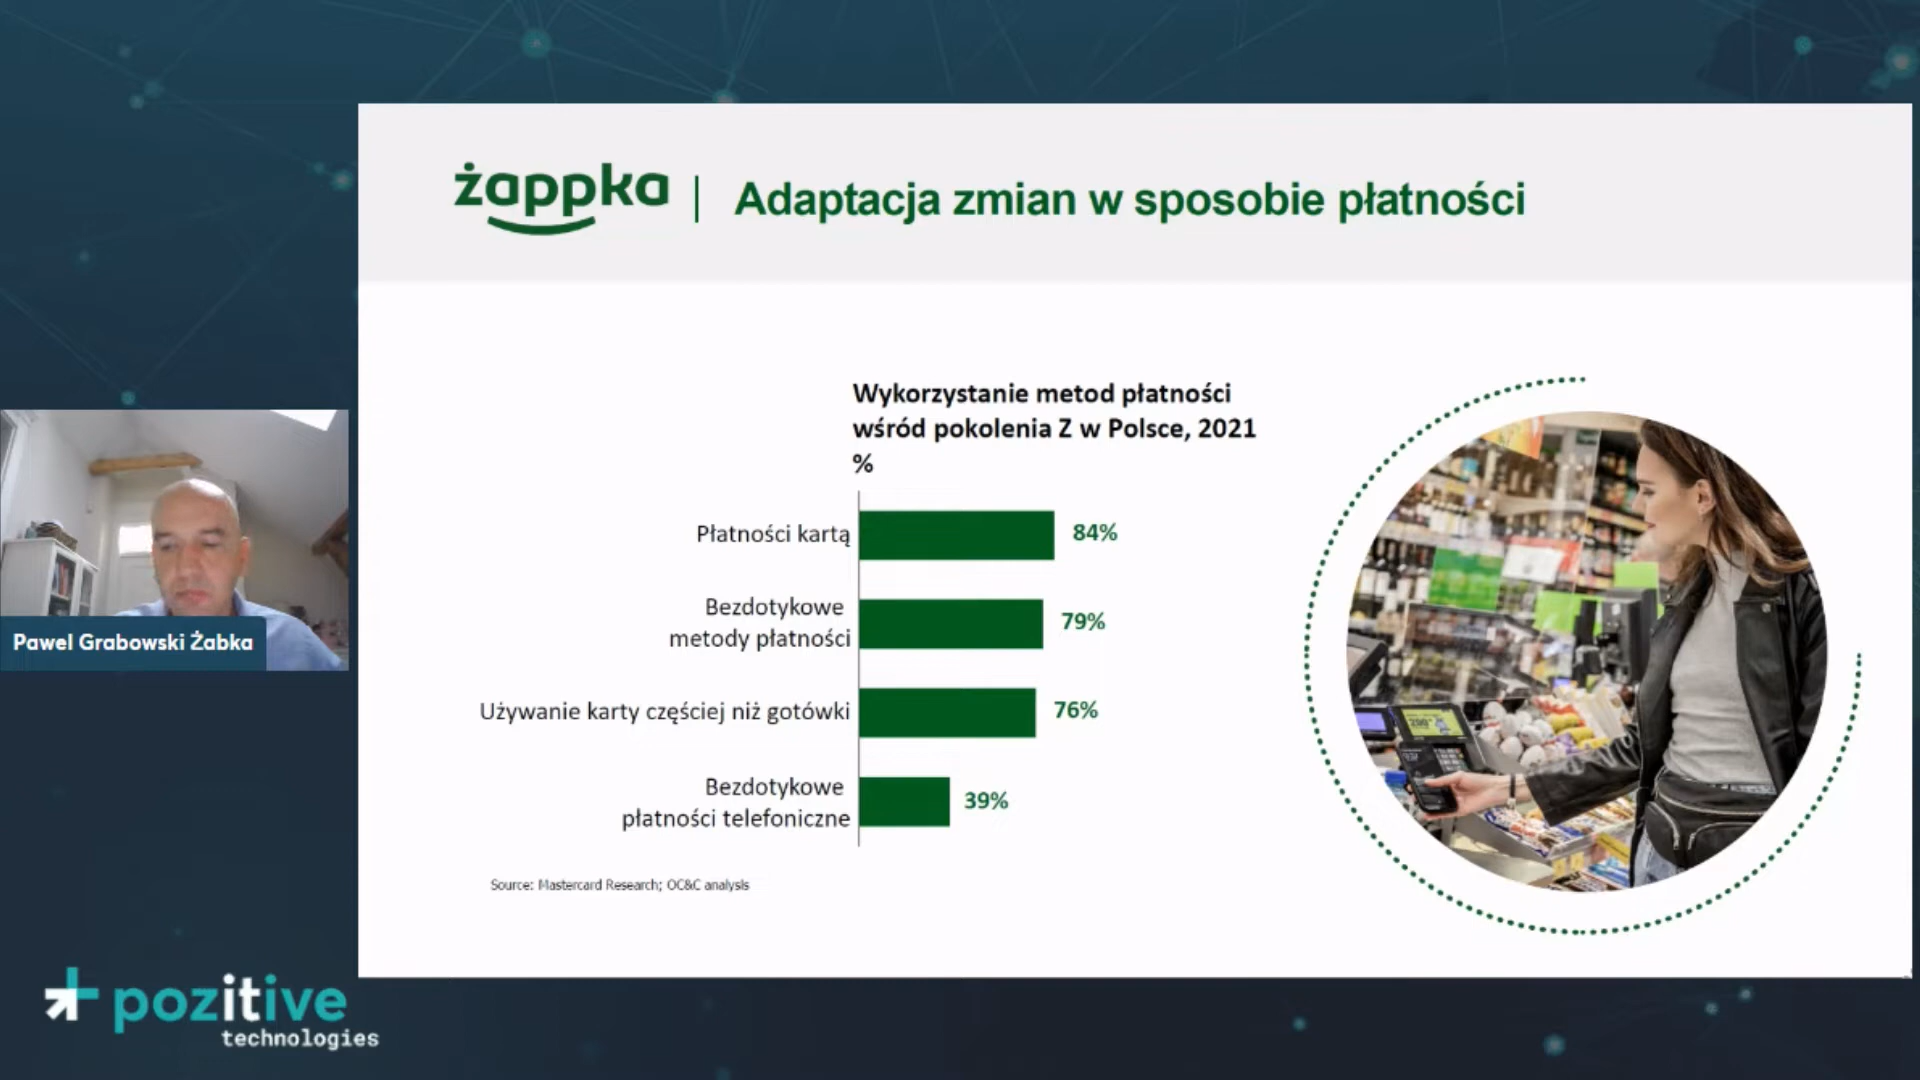 żappka
Adaptacja zmian w sposobie płatności
Wykorzystanie metod płatności
wśród pokolenia Z w Polsce, 2021
%
Płatności kartą
84%
Bezdotykowe
metody płatności
79%
Używanie karty częściej niż gotówki
76%
Bezdotykowe
płatności telefoniczne
39%
Source: Mastercard Research; OC&C analysis
Pawel Grabowski Żabka
pozitive
technologies